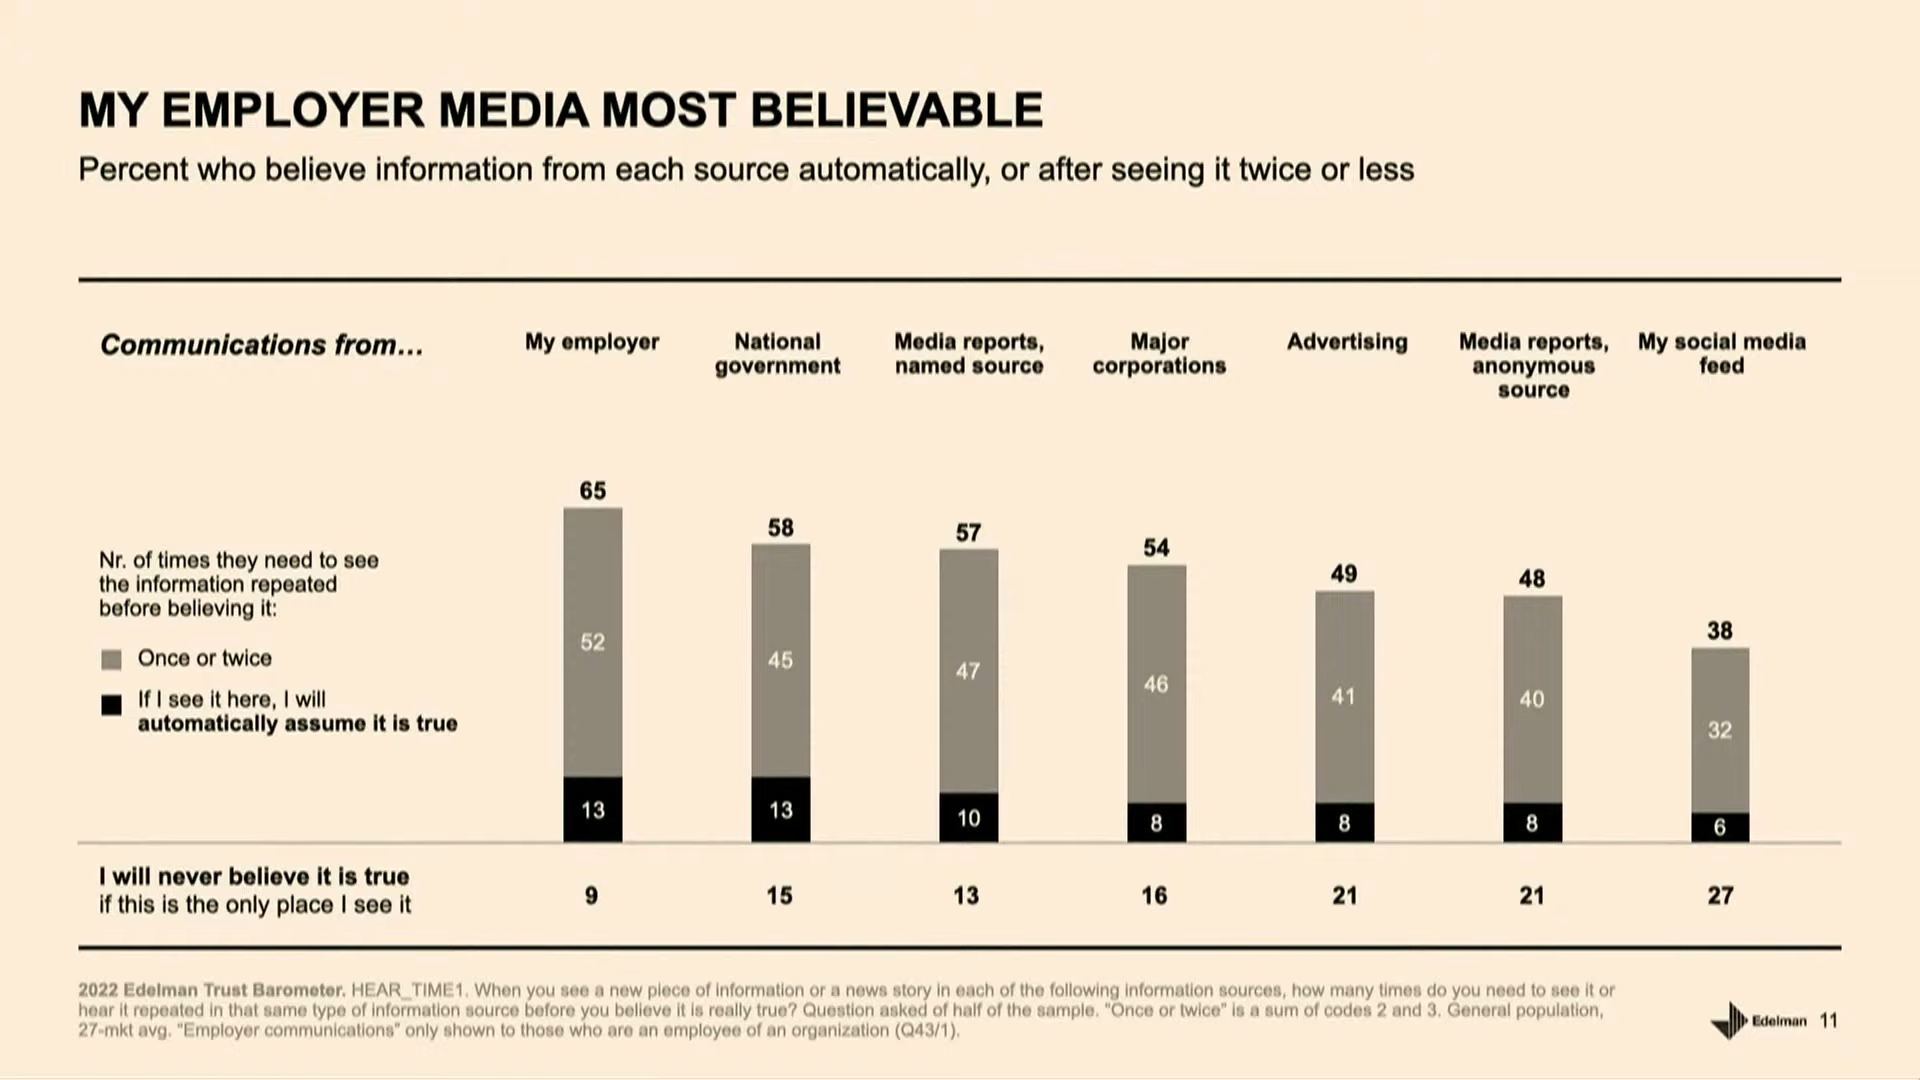 MY EMPLOYER MEDIA MOST BELIEVABLE
Percent who believe information from each source automatically, or after seeing it twice or less
Communications from...
My employer
National
government
Media reports,
named source
Major
corporations
Advertising
Media reports,
anonymous
source
My social media
feed
Nr. of times they need to see
the information repeated
before believing it:
Once or twice
If I see it here, I will
automatically assume it is true
65
58
57
54
49
48
38
52
45
47
46
41
40
32
13
13
10
8
8
8
6
I will never believe it is true
if this is the only place I see it
9
15
13
16
21
21
27
2022 Edelman Trust Barometer. HEAR_TIME1. When you see a new piece of information or a news story in each of the following information sources, how many times do you need to see it or
hear it repeated in that same type of information source before you believe it is really true? Question asked of half of the sample. "Once or twice" is a sum of codes 2 and 3. General population,
27-mkt avg. "Employer communications" only shown to those who are an employee of an organization (Q43/1).
Edelman 11